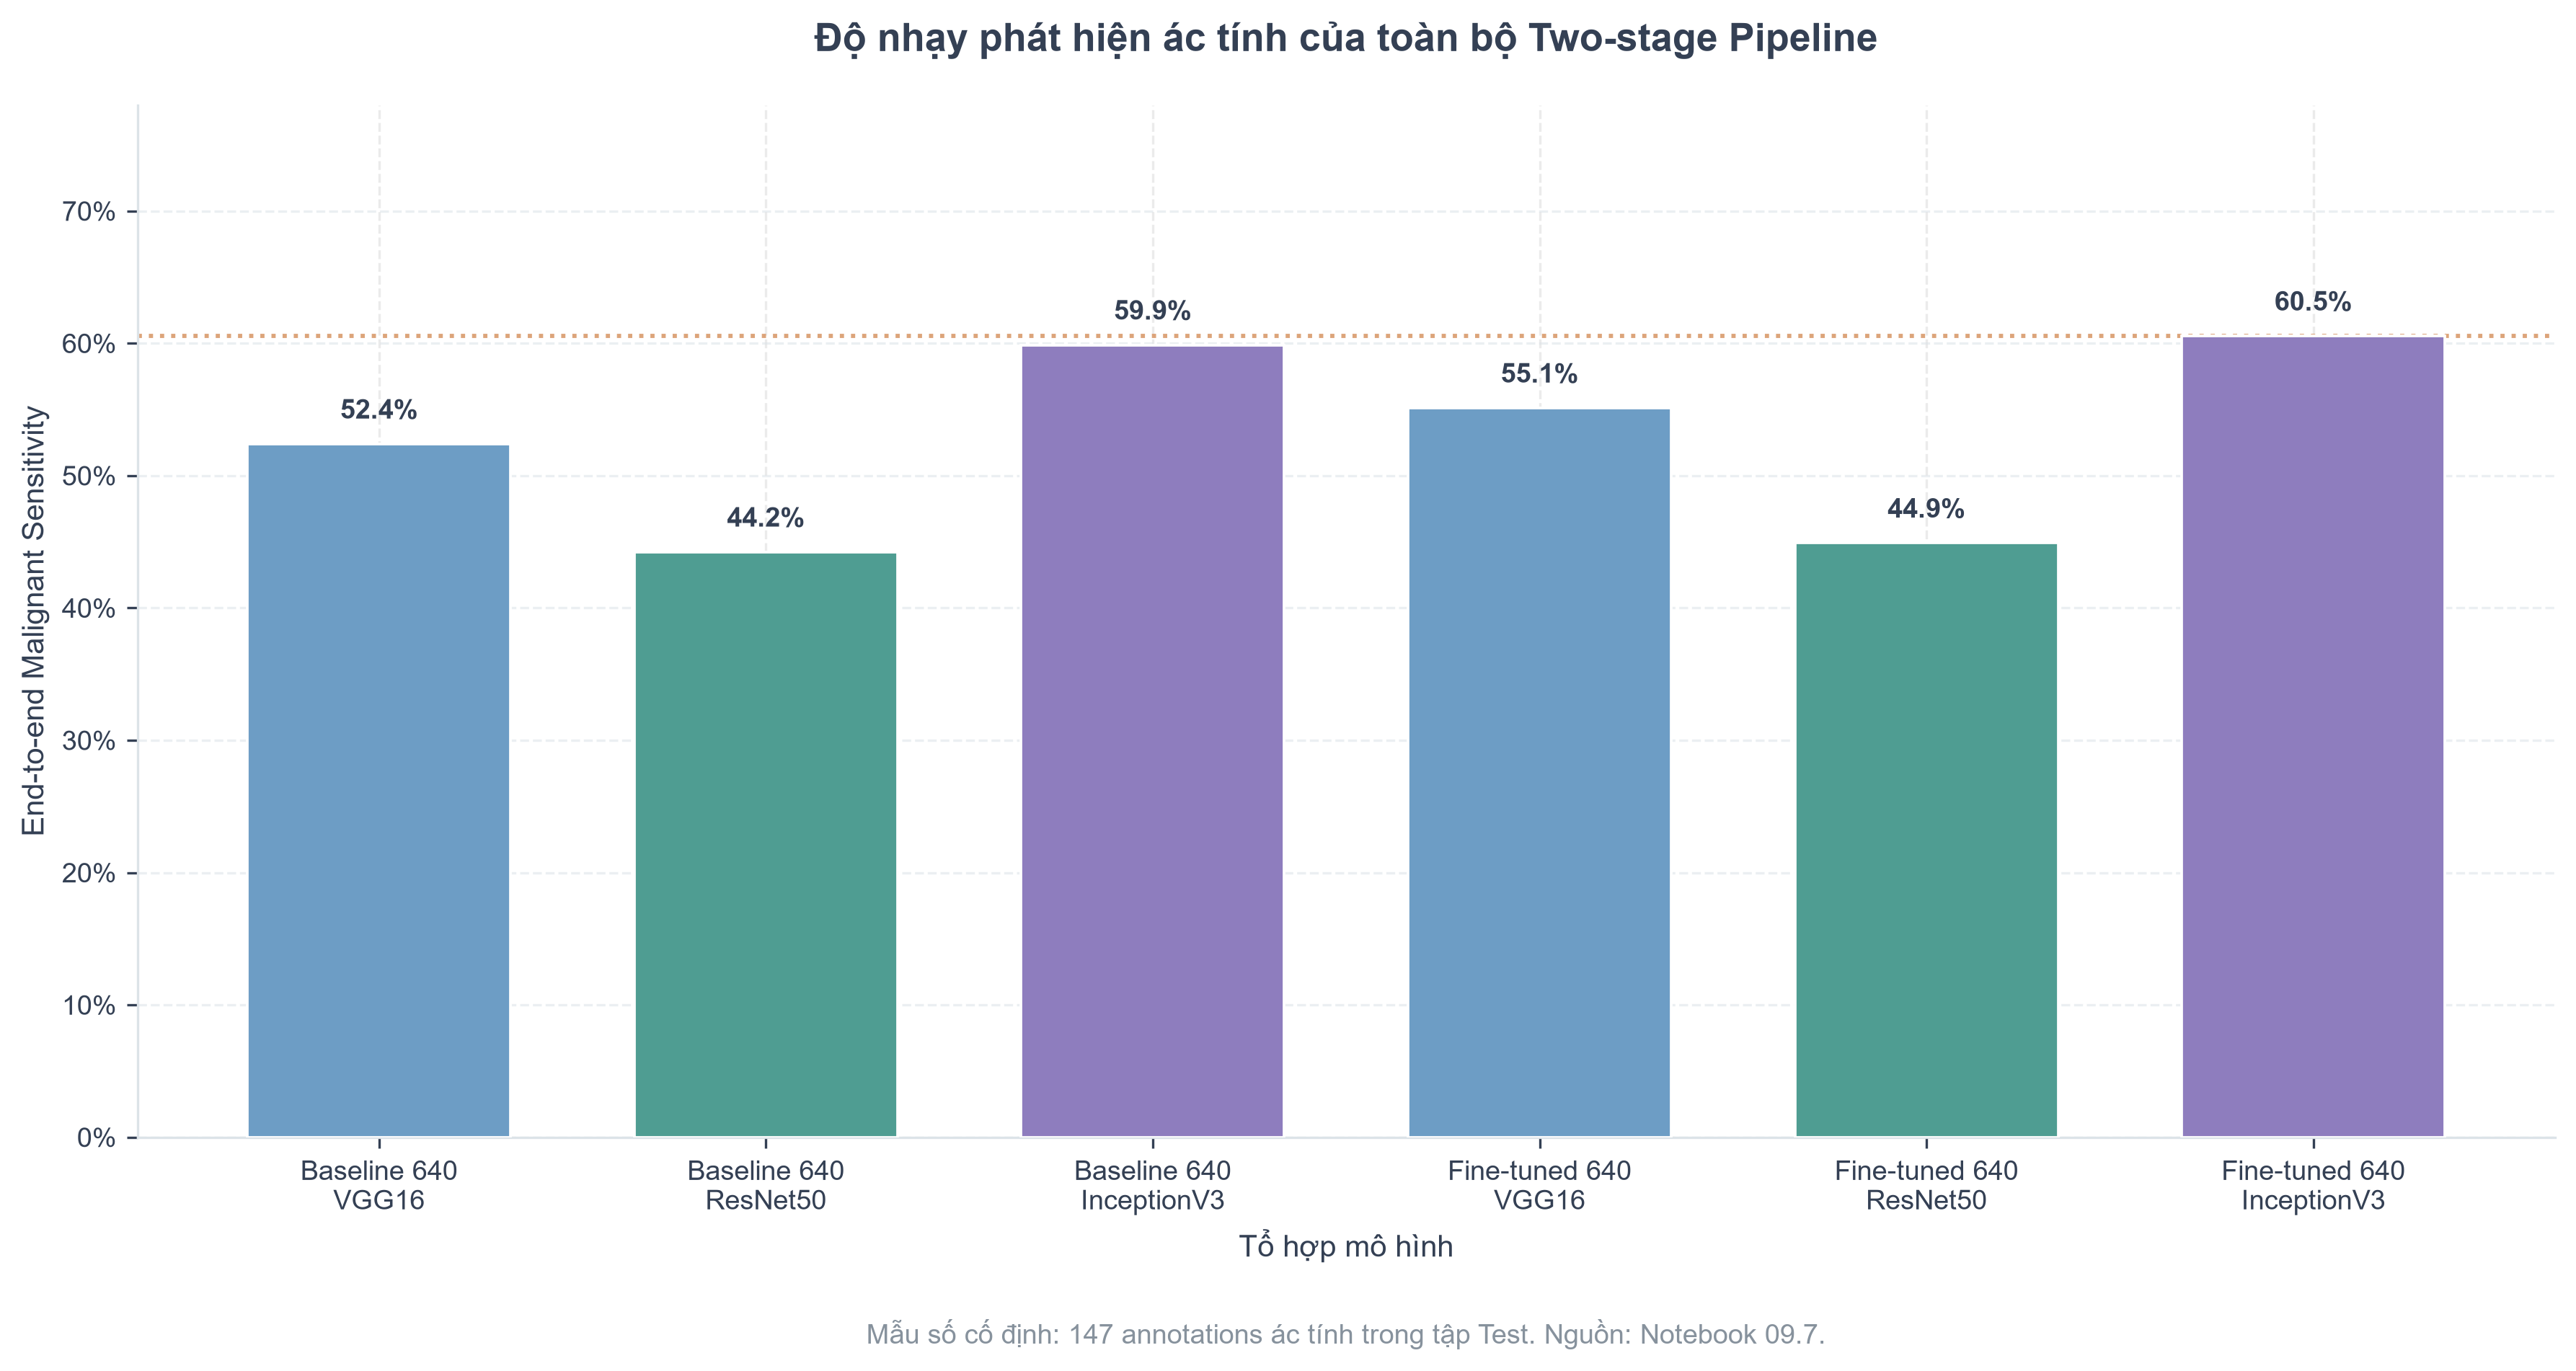 Độ nhạy phát hiện ác tính của toàn bộ Two-stage Pipeline
End-to-end Malignant Sensitivity
70%
60%
50%
40%
30%
20%
10%
0%
52.4%
44.2%
59.9%
55.1%
44.9%
60.5%
Baseline 640
VGG16
Baseline 640
ResNet50
Baseline 640
InceptionV3
Fine-tuned 640
VGG16
Fine-tuned 640
ResNet50
Fine-tuned 640
InceptionV3
Tổ hợp mô hình
Mẫu số cố định: 147 annotations ác tính trong tập Test. Nguồn: Notebook 09.7.